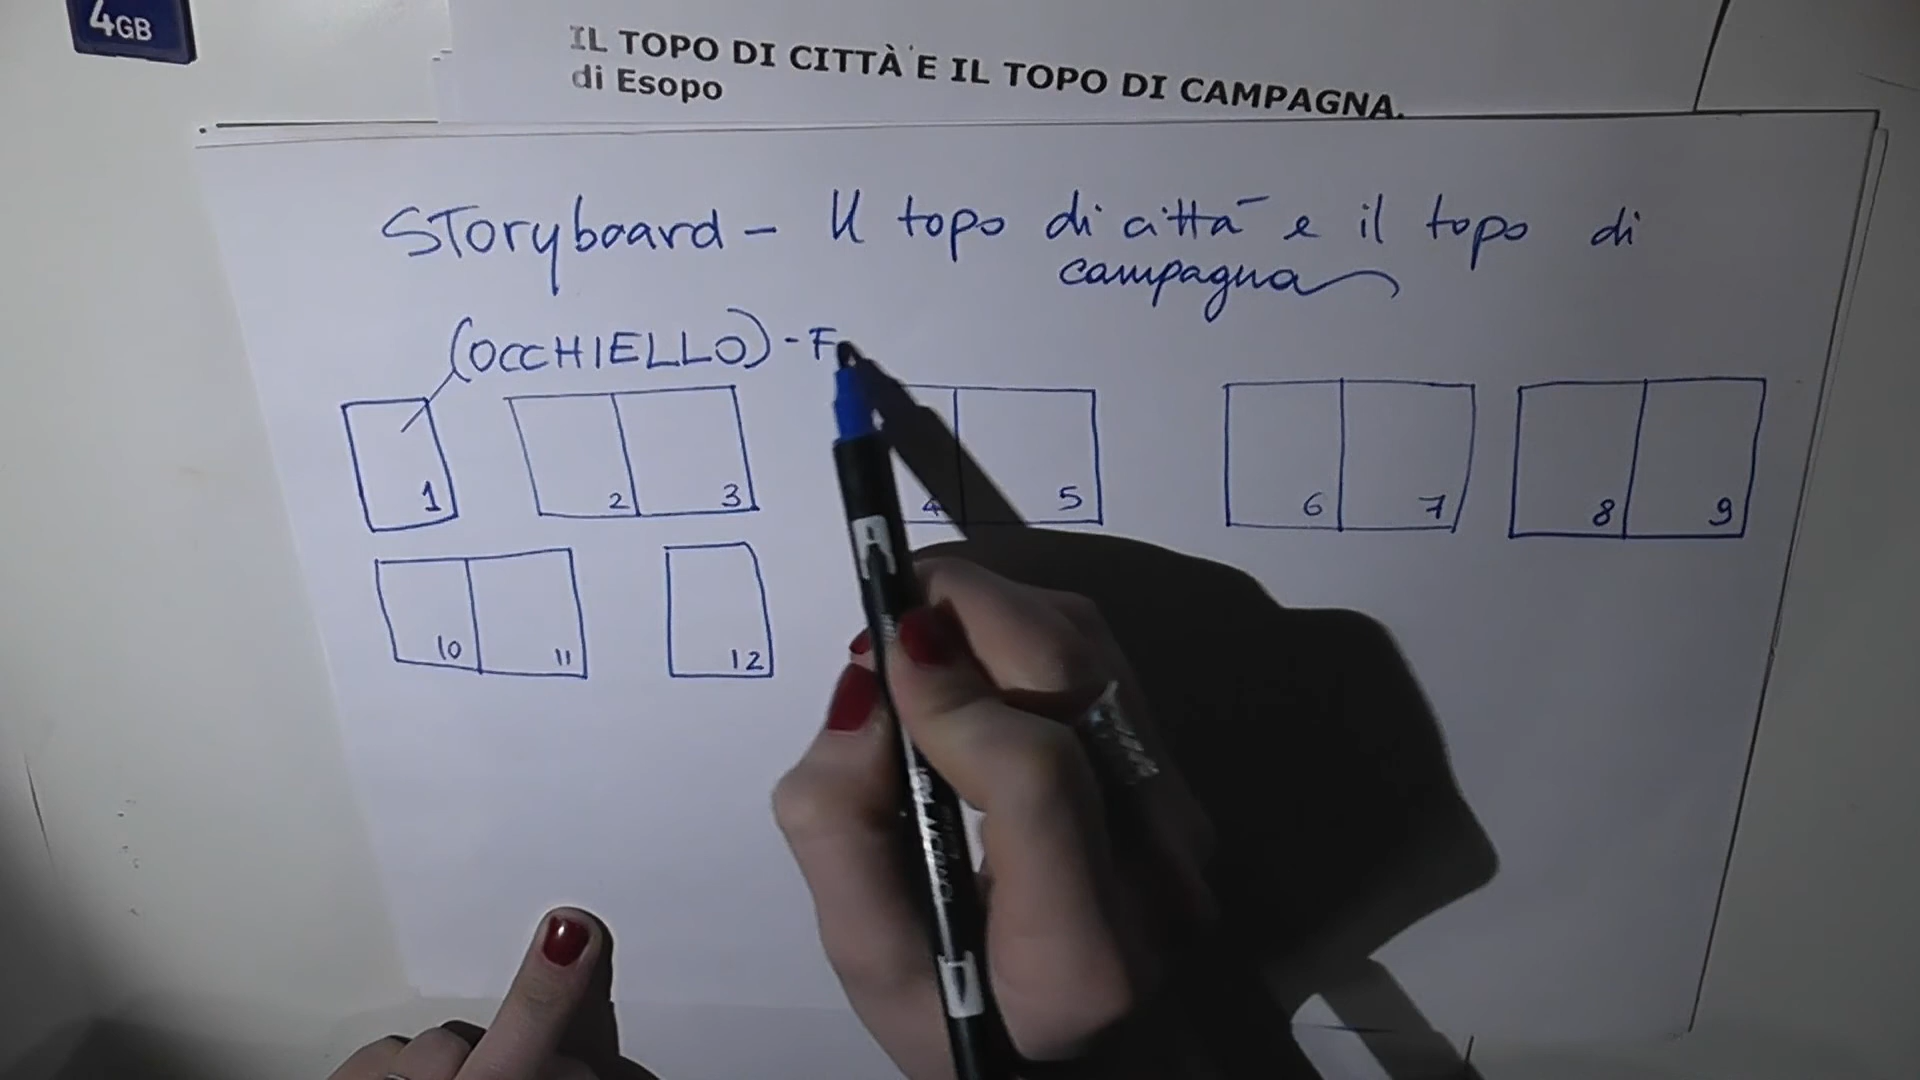 4GB
IL TOPO DI CITTÀ E IL TOPO DI CAMPAGNA.
di Esopo
Storyboard - Il topo di città e il topo di
campagna
(OCCHIELLO) - F
1 2 3 4 5 6 7 8 9
10 11 12